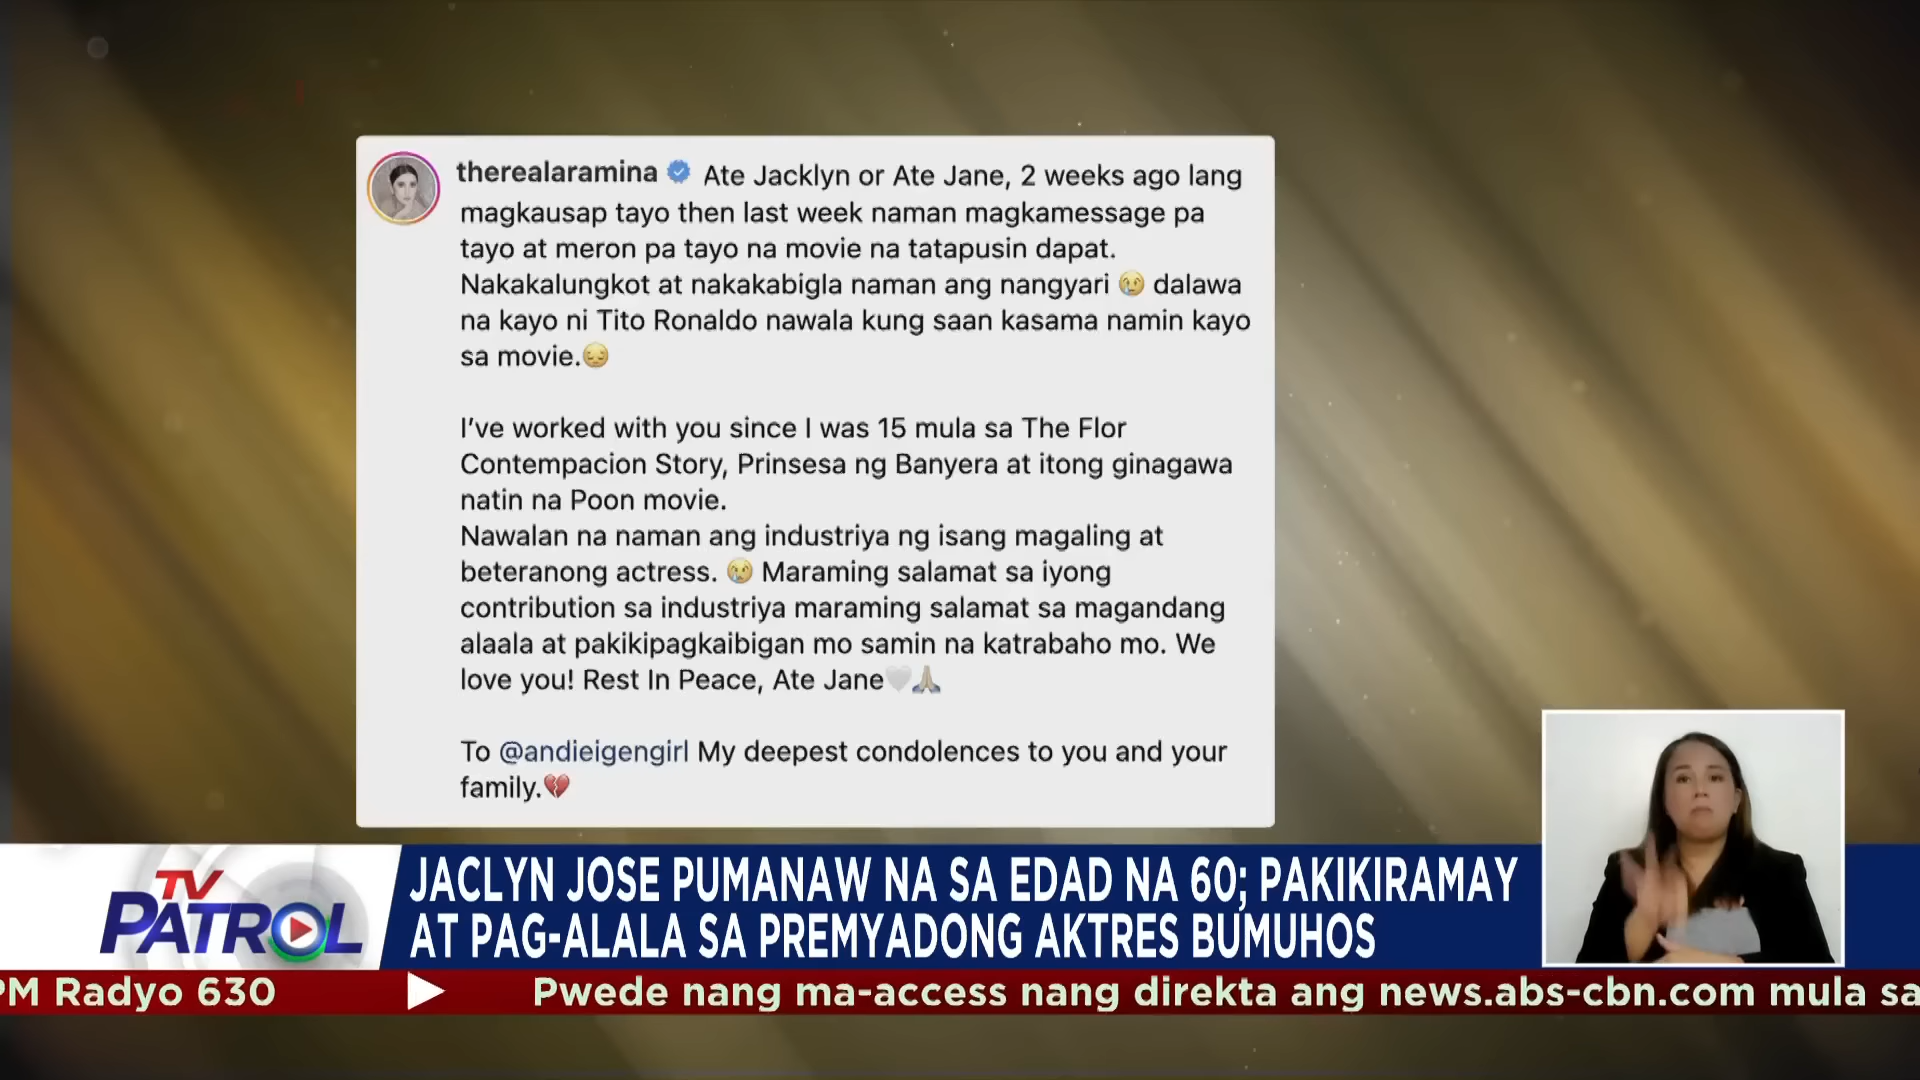 therealaramina Ate Jacklyn or Ate Jane, 2 weeks ago lang
magkausap tayo then last week naman magkamessage pa
tayo at meron pa tayo na movie na tatapusin dapat.
Nakakalungkot at nakakabigla naman ang nangyari 😢 dalawa
na kayo ni Tito Ronaldo nawala kung saan kasama namin kayo
sa movie.😔
I've worked with you since I was 15 mula sa The Flor
Contempacion Story, Prinsesa ng Banyera at itong ginagawa
natin na Poon movie.
Nawalan na naman ang industriya ng isang magaling at
beteranong actress. 😢 Maraming salamat sa iyong
contribution sa industriya maraming salamat sa magandang
alaala at pakikipagkaibigan mo samin na katrabaho mo. We
love you! Rest In Peace, Ate Jane🤍🙏🏼
To @andieigengirl My deepest condolences to you and your
family.💔
TV
PATROL
JACLYN JOSE PUMANAW NA SA EDAD NA 60; PAKIKIRAMAY
AT PAG-ALALA SA PREMYADONG AKTRES BUMUHOS
PM Radyo 630 Pwede nang ma-access nang direkta ang news.abs-cbn.com mula sa